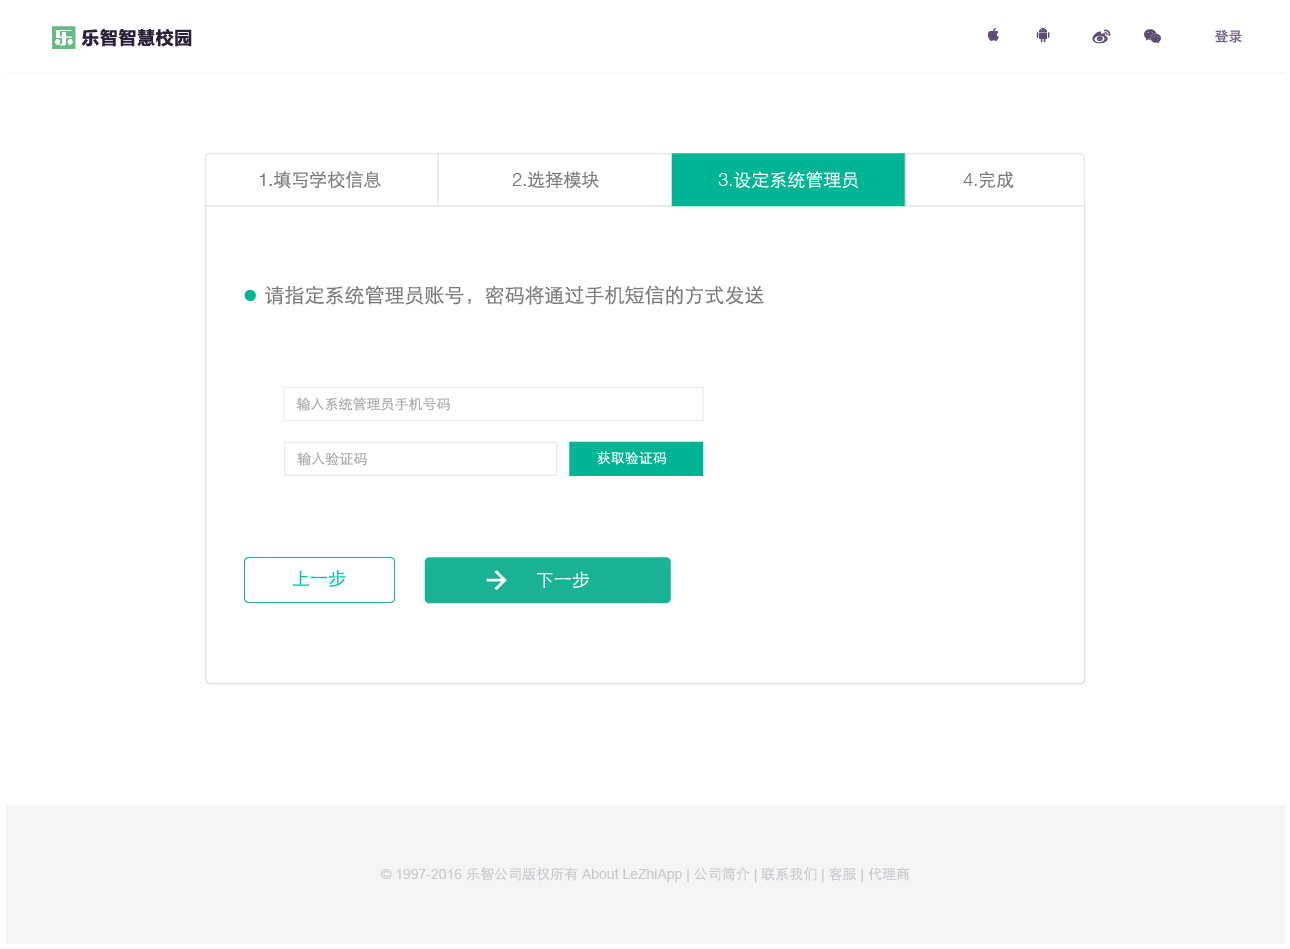 乐智智慧校园
登录
1.填写学校信息
2.选择模块
3.设定系统管理员
4.完成
请指定系统管理员账号，密码将通过手机短信的方式发送
输入系统管理员手机号码
输入验证码
获取验证码
上一步
下一步
© 1997-2016 乐智公司版权所有 About LeZhiApp | 公司简介 | 联系我们 | 客服 | 代理商